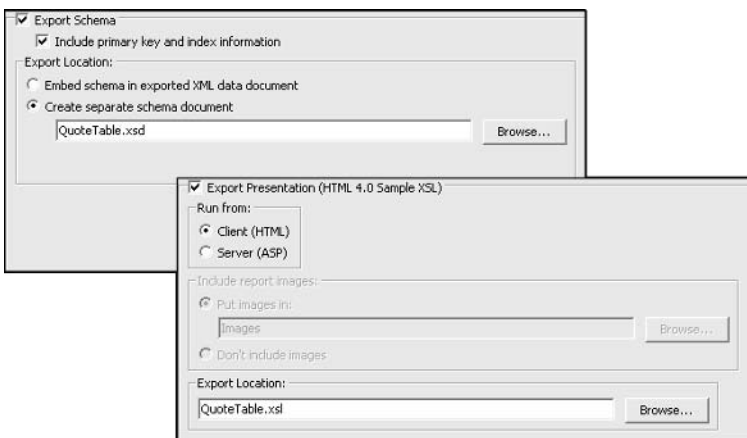 Export Schema
Include primary key and index information
Export Location:
Embed schema in exported XML data document
Create separate schema document
QuoteTable.xsd
Browse...
Export Presentation (HTML 4.0 Sample XSL)
Run from:
Client (HTML)
Server (ASP)
Include report images:
Put images in:
Images
Browse...
Don't include images
Export Location:
QuoteTable.xsl
Browse...